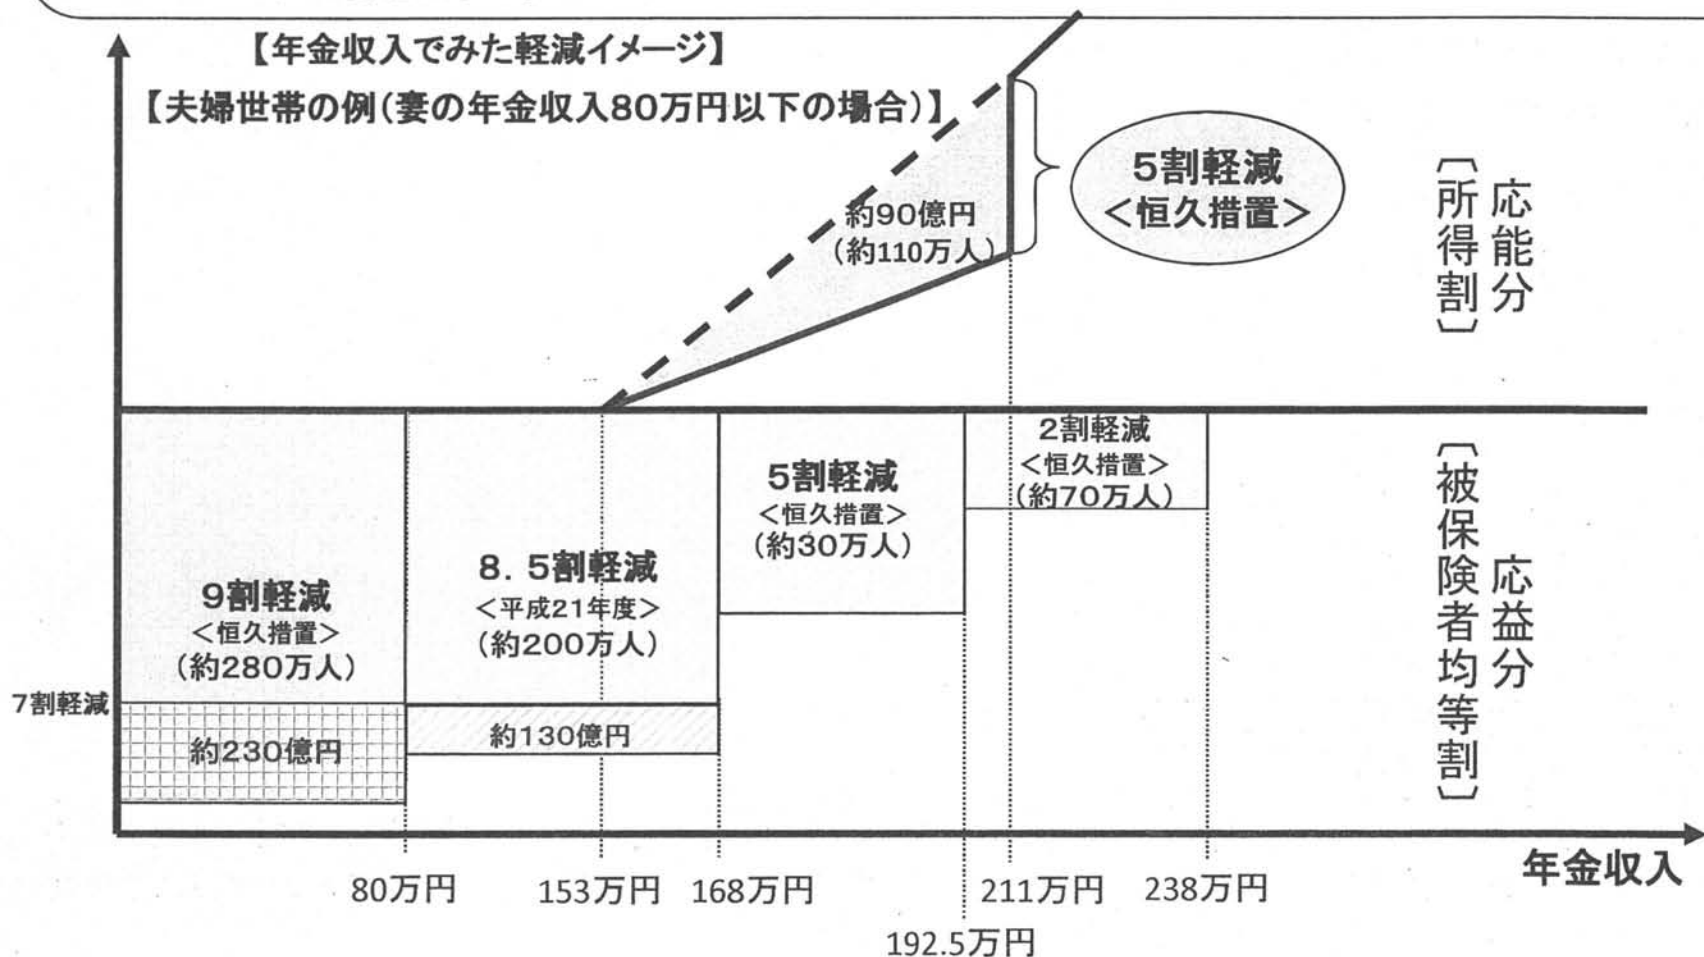 【年金収入でみた軽減イメージ】
【夫婦世帯の例(妻の年金収入80万円以下の場合)】
5割軽減
<恒久措置>
約90億円
(約110万人)
応能分
〔所得割〕
9割軽減
<恒久措置>
(約280万人)
8.5割軽減
<平成21年度>
(約200万人)
5割軽減
<恒久措置>
(約30万人)
2割軽減
<恒久措置>
(約70万人)
応益分
〔被保険者均等割〕
7割軽減
約230億円
約130億円
80万円
153万円
168万円
192.5万円
211万円
238万円
年金収入